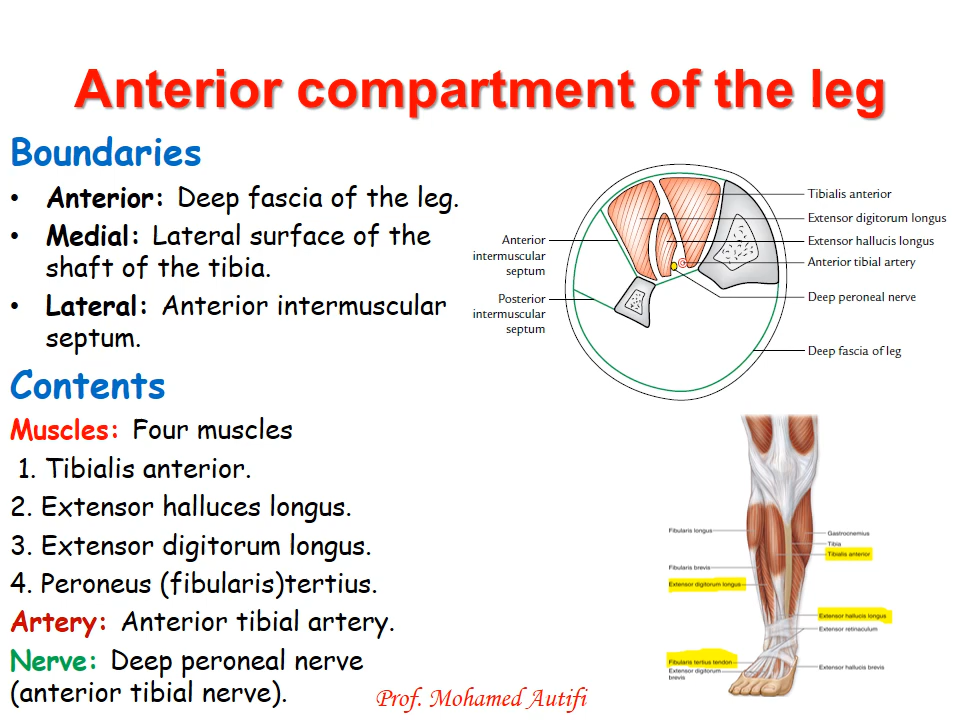 Anterior compartment of the leg
Boundaries
• Anterior: Deep fascia of the leg.
• Medial: Lateral surface of the
shaft of the tibia.
• Lateral: Anterior intermuscular
septum.
Contents
Muscles: Four muscles
1. Tibialis anterior.
2. Extensor halluces longus.
3. Extensor digitorum longus.
4. Peroneus (fibularis)tertius.
Artery: Anterior tibial artery.
Nerve: Deep peroneal nerve
(anterior tibial nerve).
Anterior
intermuscular
septum
Posterior
intermuscular
septum
Tibialis anterior
Extensor digitorum longus
Extensor hallucis longus
Anterior tibial artery
Deep peroneal nerve
Deep fascia of leg
Fibularis longus
Fibularis brevis
Extensor digitorum longus
Fibularis tertius tendon
Extensor digitorum
brevis
Gastrocnemius
Tibia
Tibialis anterior
Extensor hallucis longus
Extensor retinaculum
Extensor hallucis brevis
Prof. Mohamed Autifi